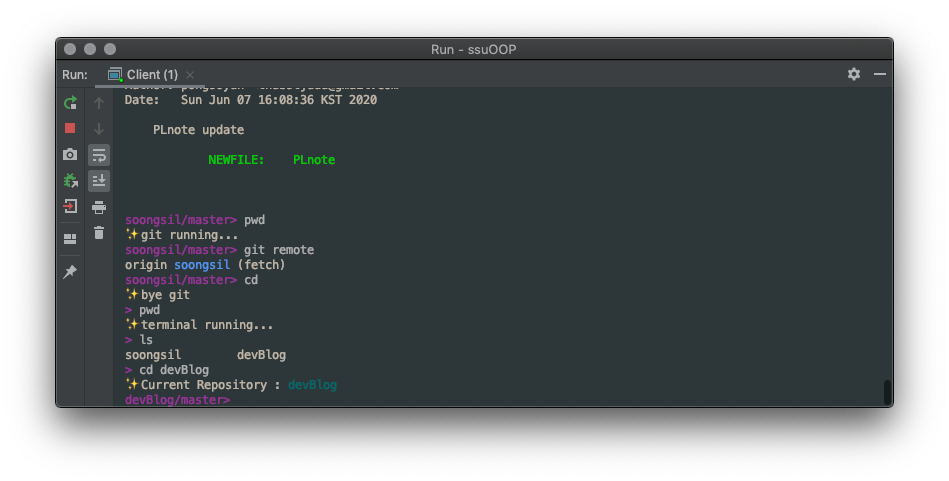 Run - ssuOOP
Run: Client (1)
Date: Sun Jun 07 16:08:36 KST 2020
PLnote update
NEWFILE: PLnote
soongsil/master> pwd
✨git running...
soongsil/master> git remote
origin soongsil (fetch)
soongsil/master> cd
✨bye git
> pwd
✨terminal running...
> ls
soongsil devBlog
> cd devBlog
✨Current Repository : devBlog
devBlog/master>